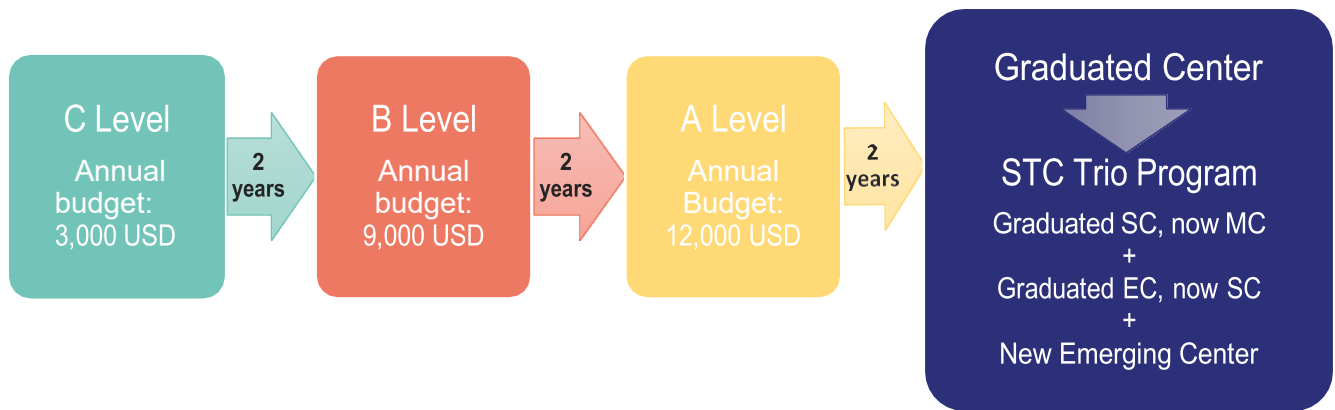 C Level
Annual
budget:
3,000 USD
2
years
B Level
Annual
budget:
9,000 USD
2
years
A Level
Annual
Budget:
12,000 USD
2
years
Graduated Center
STC Trio Program
Graduated SC, now MC
+
Graduated EC, now SC
+
New Emerging Center